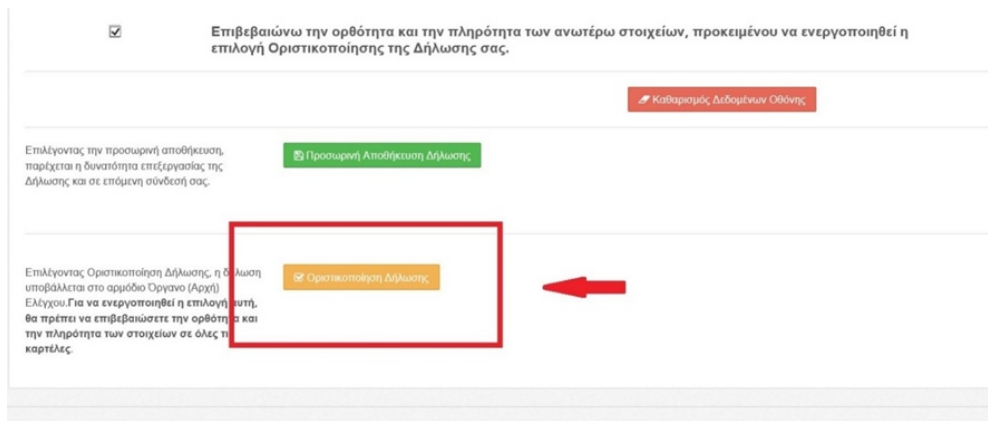 Επιβεβαιώνω την ορθότητα και την πληρότητα των ανωτέρω στοιχείων, προκειμένου να ενεργοποιηθεί η
επιλογή Οριστικοποίησης της Δήλωσης σας.
Καθαρισμός Δεδομένων Οθόνης
Επιλέγοντας την προσωρινή αποθήκευση,
παρέχεται η δυνατότητα επεξεργασίας της
Δήλωσης και σε επόμενη σύνδεσή σας.
Προσωρινή Αποθήκευση Δήλωσης
Επιλέγοντας Οριστικοποίηση Δήλωσης, η δήλωση
υποβάλλεται στο αρμόδιο Όργανο (Αρχή)
Ελέγχου.Για να ενεργοποιηθεί η επιλογή αυτή,
θα πρέπει να επιβεβαιώσετε την ορθότητα και
την πληρότητα των στοιχείων σε όλες τις
καρτέλες.
Οριστικοποίηση Δήλωσης